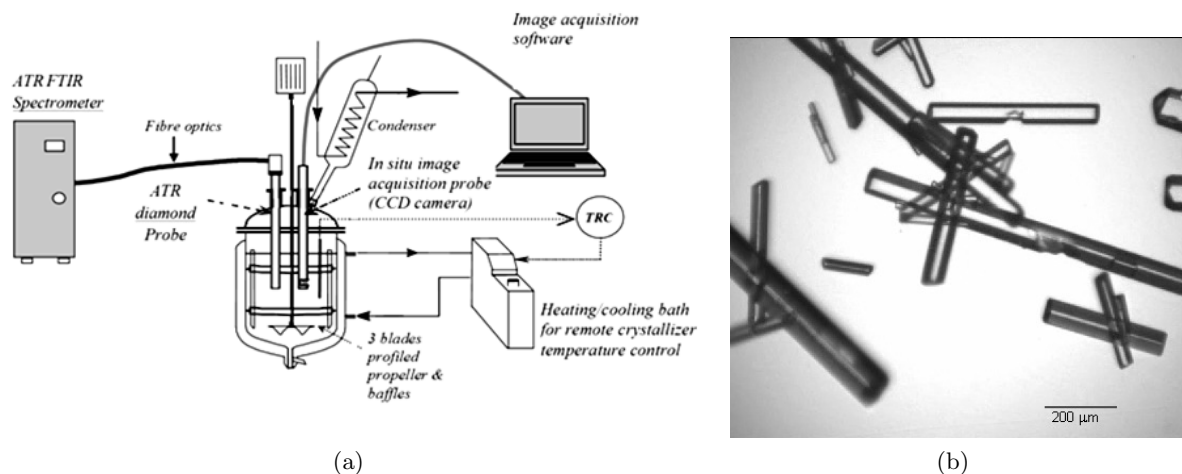 Image acquisition
software
ATR FTIR
Spectrometer
Fibre optics
Condenser
In situ image
acquisition probe
(CCD camera)
ATR
diamond
Probe
TRC
Heating/cooling bath
for remote crystallizer
temperature control
3 blades
profiled
propeller &
baffles
200 µm
(a)
(b)